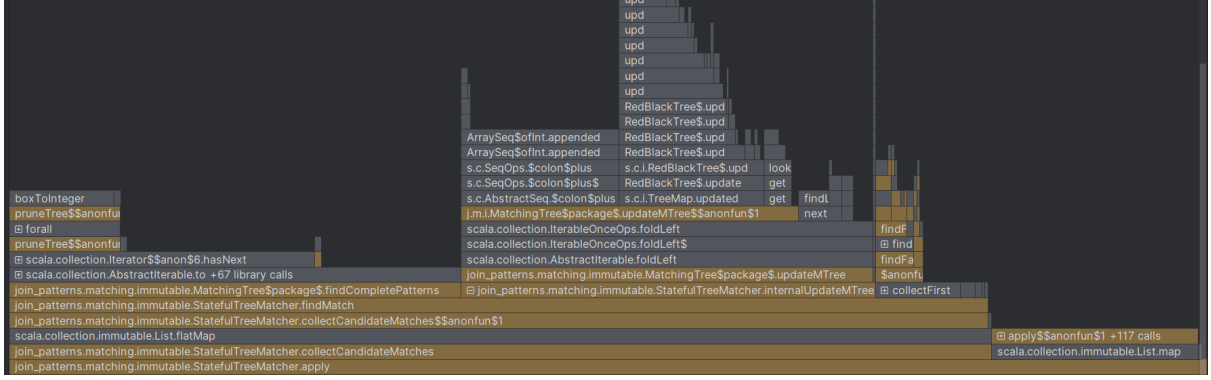 upd
upd
upd
upd
upd
upd
upd
RedBlackTree$.upd
RedBlackTree$.upd
ArraySeq$ofInt.appended RedBlackTree$.upd
ArraySeq$ofInt.appended RedBlackTree$.upd
s.c.SeqOps.$colon$plus s.c.i.RedBlackTree$.upd look
s.c.SeqOps.$colon$plus$ RedBlackTree$.update get
boxToInteger s.c.AbstractSeq.$colon$plus s.c.i.TreeMap.updated get findL
pruneTree$$anonfu j.m.i.MatchingTree$package$.updateMTree$$anonfun$1 next
forall scala.collection.IterableOnceOps.foldLeft findF
pruneTree$$anonfu scala.collection.IterableOnceOps.foldLeft$ find
scala.collection.Iterator$$anon$6.hasNext scala.collection.AbstractIterable.foldLeft findFa
scala.collection.AbstractIterable.to +67 library calls join_patterns.matching.immutable.MatchingTree$package$.updateMTree $anonfu
join_patterns.matching.immutable.MatchingTree$package$.findCompletePatterns join_patterns.matching.immutable.StatefulTreeMatcher.internalUpdateMTree collectFirst
join_patterns.matching.immutable.StatefulTreeMatcher.findMatch
join_patterns.matching.immutable.StatefulTreeMatcher.collectCandidateMatches$$anonfun$1
scala.collection.immutable.List.flatMap apply$$anonfun$1 +117 calls
join_patterns.matching.immutable.StatefulTreeMatcher.collectCandidateMatches scala.collection.immutable.List.map
join_patterns.matching.immutable.StatefulTreeMatcher.apply